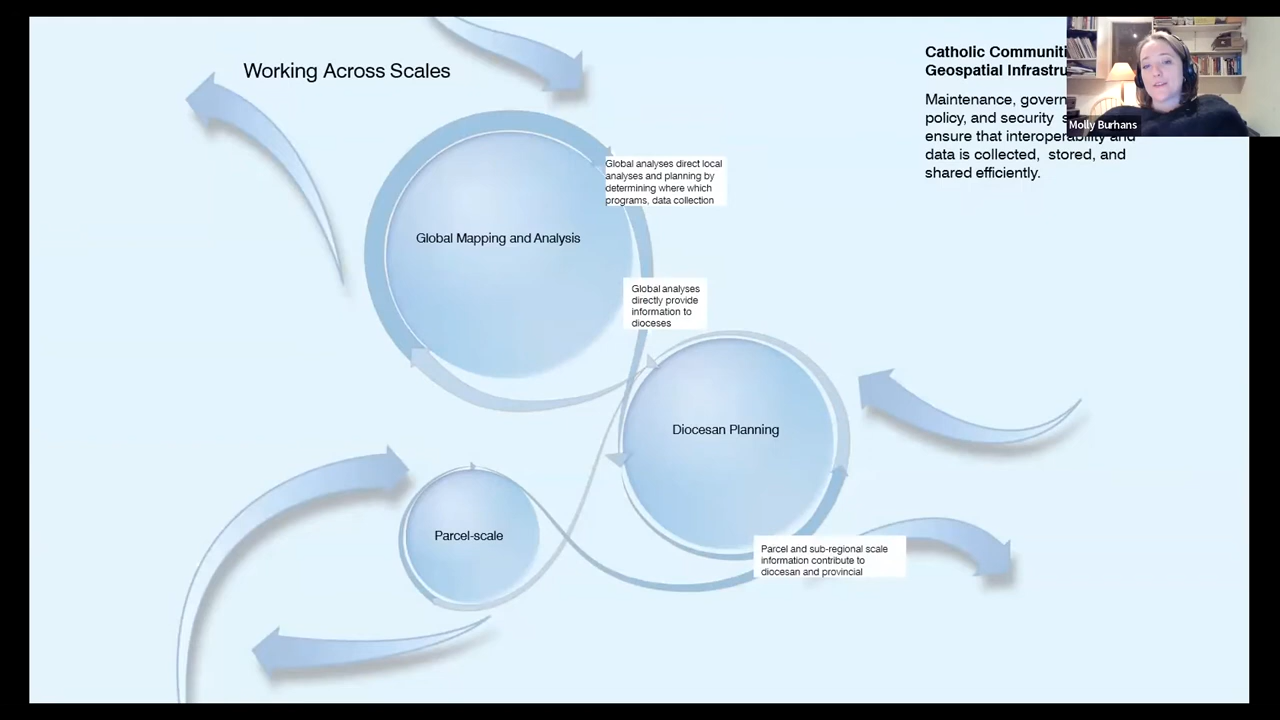 Working Across Scales
Catholic
Geospatial
Maintenance,
policy, and security
ensure that interoperability and
data is collected, stored, and
shared efficiently.
Molly Burhans
Global analyses direct local
analyses and planning by
determining where which
programs, data collection
Global Mapping and Analysis
Global analyses
directly provide
information to
dioceses
Diocesan Planning
Parcel-scale
Parcel and sub-regional scale
information contribute to
diocesan and provincial